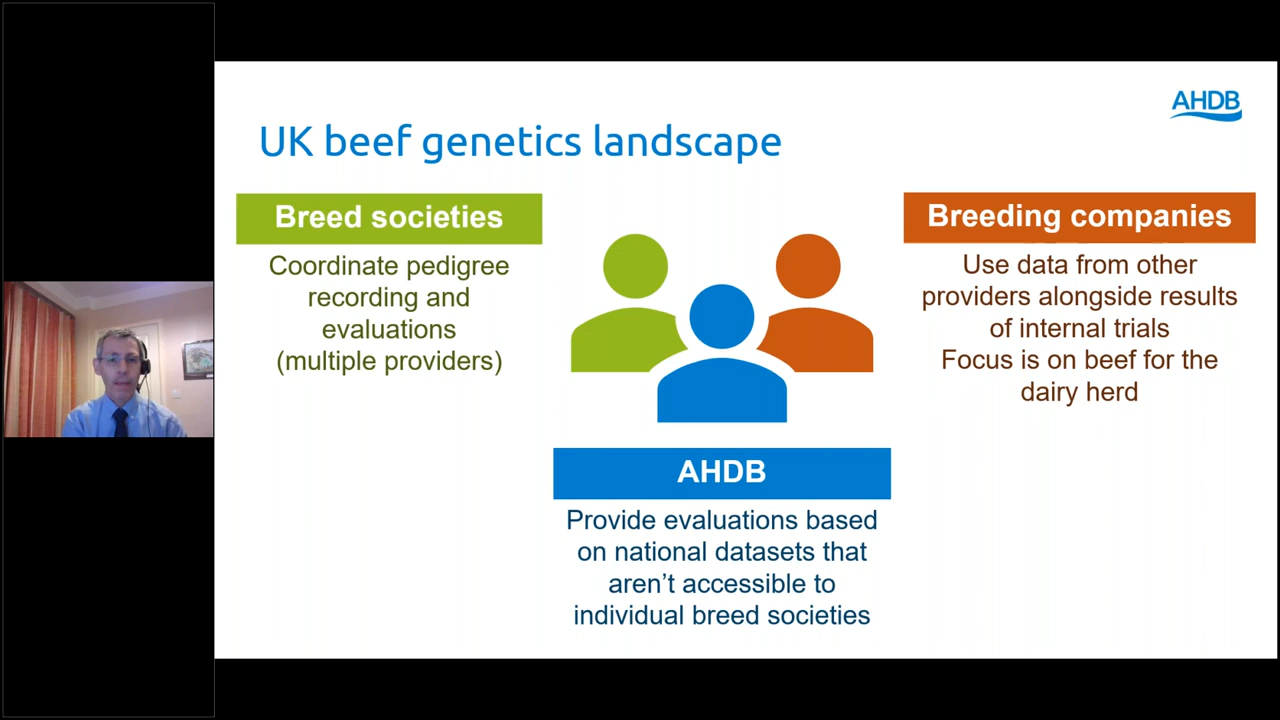 AHDB
UK beef genetics landscape
Breed societies
Coordinate pedigree
recording and
evaluations
(multiple providers)
Breeding companies
Use data from other
providers alongside results
of internal trials
Focus is on beef for the
dairy herd
AHDB
Provide evaluations based
on national datasets that
aren’t accessible to
individual breed societies